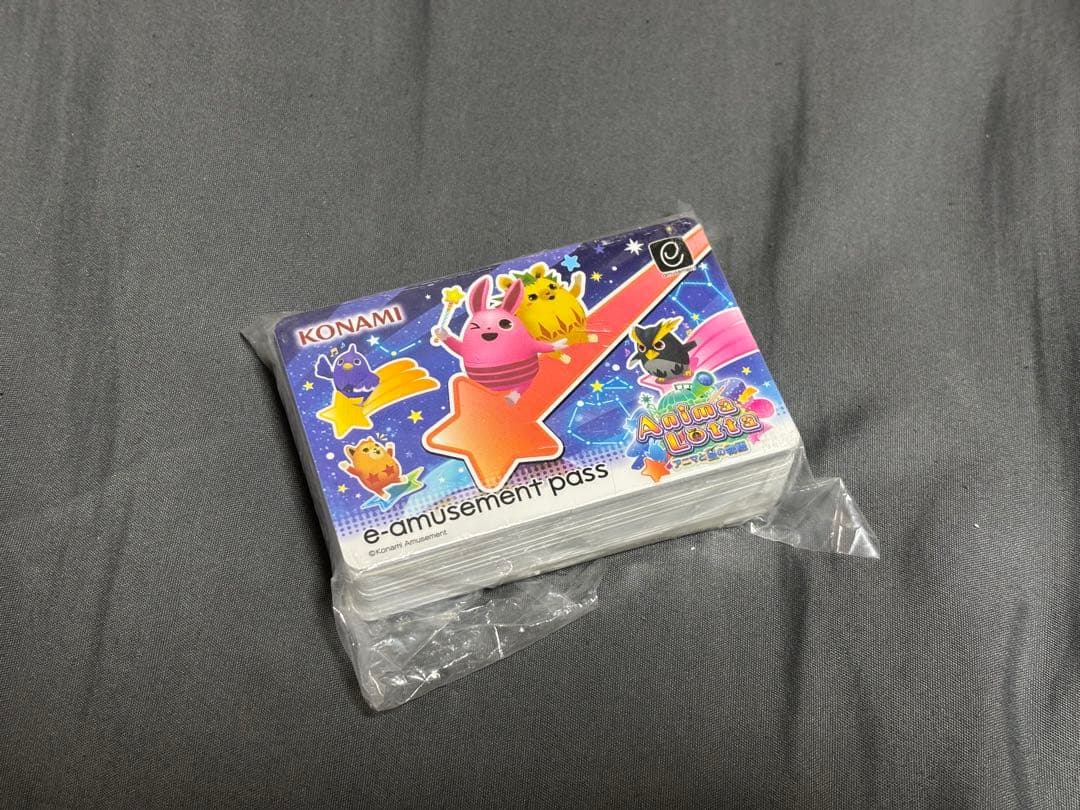 KONAMI
Anima
Lotta
アニマと星の物語
e-amusement pass
©Konami Amusement